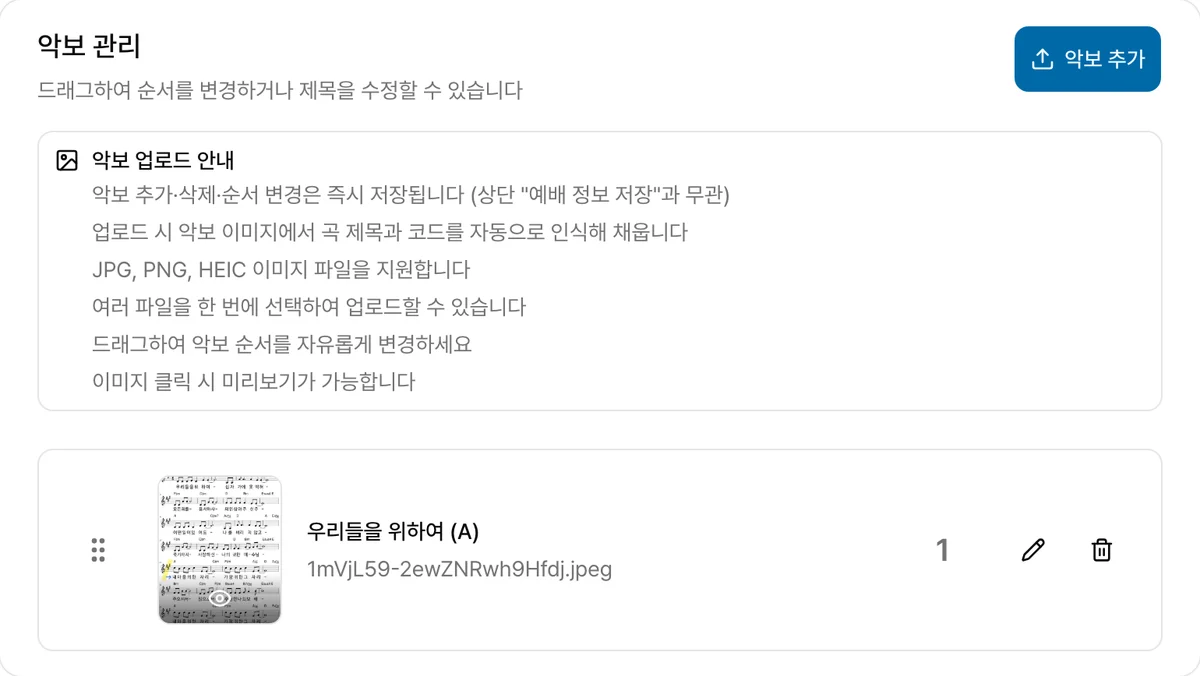 악보 관리
악보 추가
드래그하여 순서를 변경하거나 제목을 수정할 수 있습니다
악보 업로드 안내
악보 추가·삭제·순서 변경은 즉시 저장됩니다 (상단 "예배 정보 저장"과 무관)
업로드 시 악보 이미지에서 곡 제목과 코드를 자동으로 인식해 채웁니다
JPG, PNG, HEIC 이미지 파일을 지원합니다
여러 파일을 한 번에 선택하여 업로드할 수 있습니다
드래그하여 악보 순서를 자유롭게 변경하세요
이미지 클릭 시 미리보기가 가능합니다
우리들을 위하여 (A)
1mVjL59-2ewZNRwh9Hfdj.jpeg
1